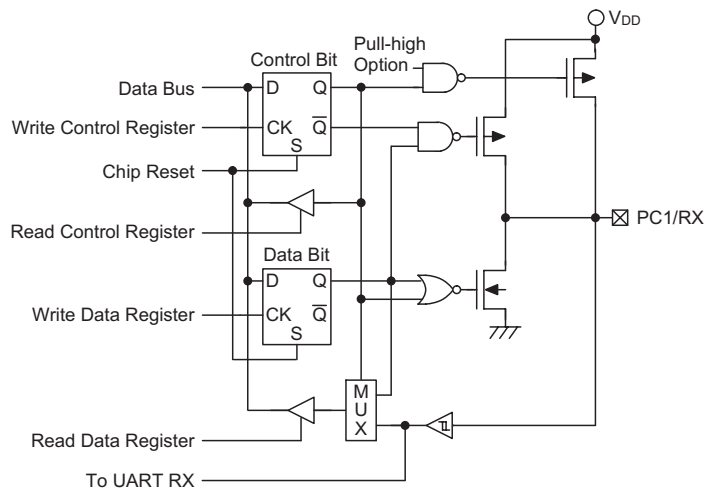 VDD
Control Bit
Pull-high
Option
Data Bus
D
Q
Write Control Register
CK
Q
S
Chip Reset
PC1/RX
Read Control Register
Data Bit
D
Q
Write Data Register
CK
Q
S
M
U
X
Read Data Register
To UART RX